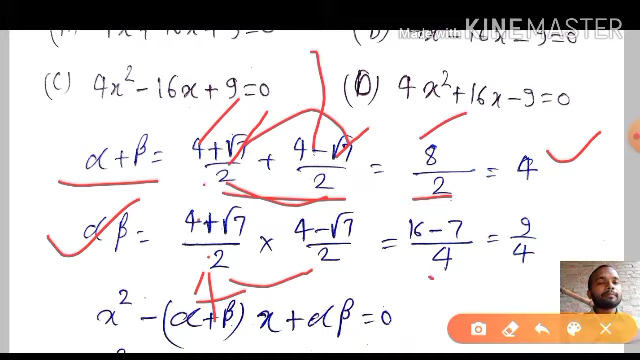 Made with KINEMASTER
(C) 4x² - 16x + 9 = 0 (D) 4x² + 16x - 9 = 0
α + β = (4+√7)/2 + (4-√7)/2 = 8/2 = 4
αβ = (4+√7)/2 × (4-√7)/2 = (16-7)/4 = 9/4
x² - (α+β) x + αβ = 0